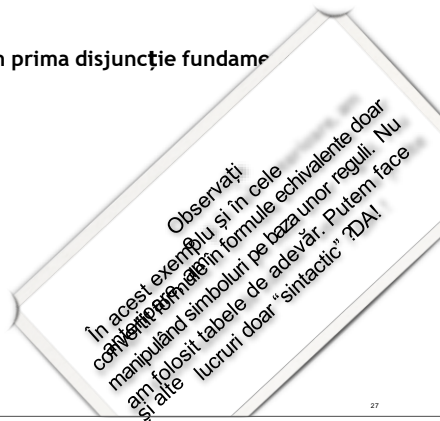 n prima disjuncție fundame
Observați
În acest exemplu și în cele
anterioare, am
convertit formule în formule echivalente doar
manipulând simboluri pe baza unor reguli. Nu
am folosit tabele de adevăr. Putem face
și alte lucruri doar “sintactic” ?DA!
27